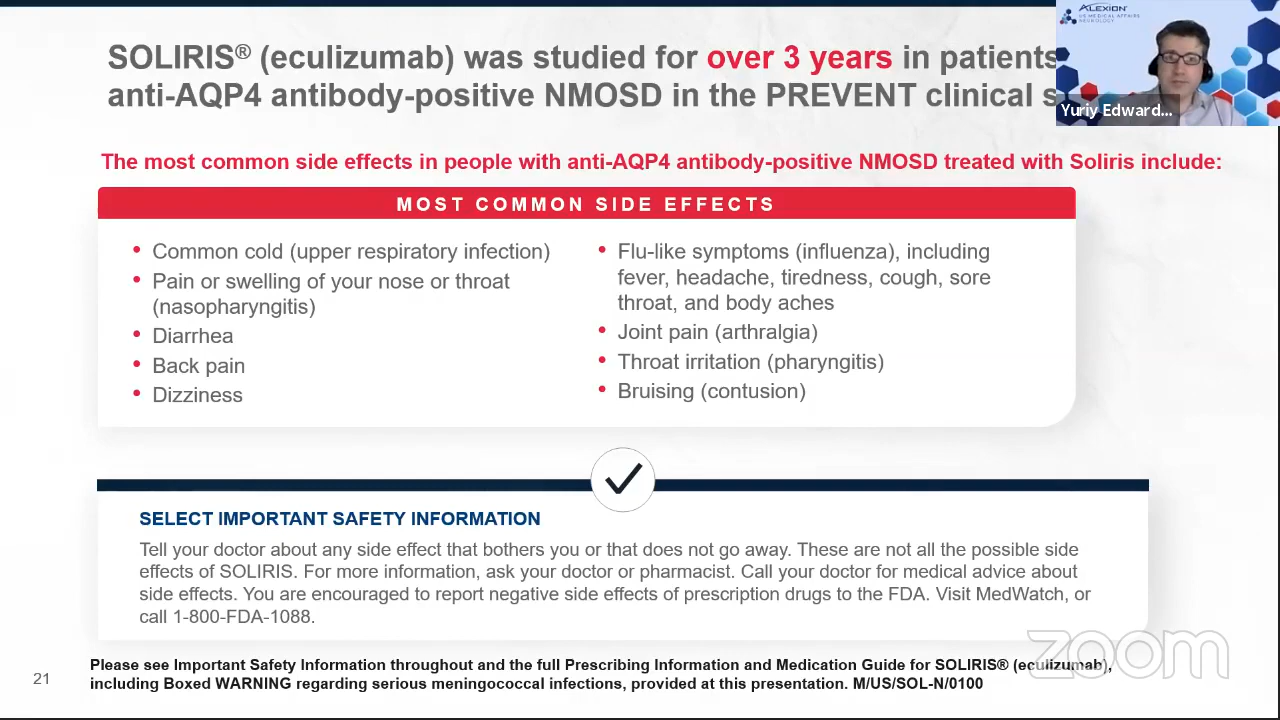 SOLIRIS® (eculizumab) was studied for over 3 years in patients
anti-AQP4 antibody-positive NMOSD in the PREVENT clinical s
ALEXION
US MEDICAL AFFAIRS
NEUROLOGY
Yuriy Edward...
The most common side effects in people with anti-AQP4 antibody-positive NMOSD treated with Soliris include:
MOST COMMON SIDE EFFECTS
• Common cold (upper respiratory infection)
• Pain or swelling of your nose or throat
(nasopharyngitis)
• Diarrhea
• Back pain
• Dizziness
• Flu-like symptoms (influenza), including
fever, headache, tiredness, cough, sore
throat, and body aches
• Joint pain (arthralgia)
• Throat irritation (pharyngitis)
• Bruising (contusion)
SELECT IMPORTANT SAFETY INFORMATION
Tell your doctor about any side effect that bothers you or that does not go away. These are not all the possible side
effects of SOLIRIS. For more information, ask your doctor or pharmacist. Call your doctor for medical advice about
side effects. You are encouraged to report negative side effects of prescription drugs to the FDA. Visit MedWatch, or
call 1-800-FDA-1088.
zoom
Please see Important Safety Information throughout and the full Prescribing Information and Medication Guide for SOLIRIS® (eculizumab),
including Boxed WARNING regarding serious meningococcal infections, provided at this presentation. M/US/SOL-N/0100
21